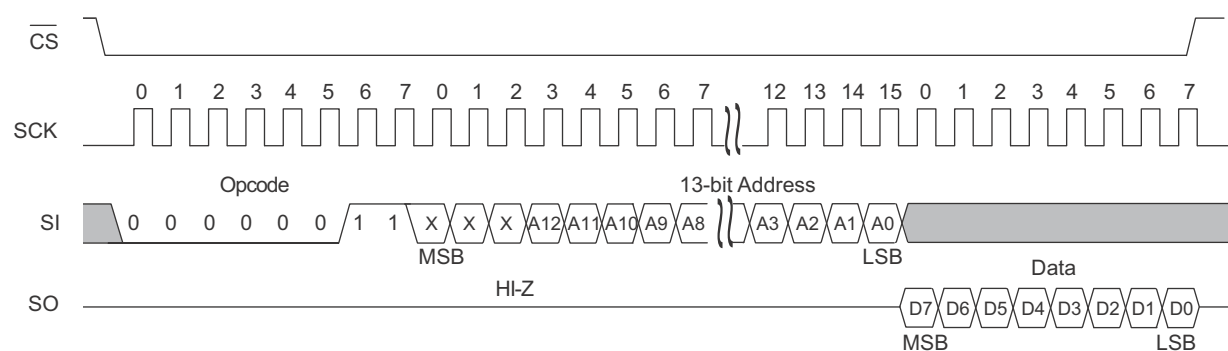 CS
0 1 2 3 4 5 6 7 0 1 2 3 4 5 6 7 12 13 14 15 0 1 2 3 4 5 6 7
SCK
Opcode 13-bit Address
SI 0 0 0 0 0 0 1 1 X X X A12 A11 A10 A9 A8 A3 A2 A1 A0
MSB LSB
HI-Z Data
SO D7 D6 D5 D4 D3 D2 D1 D0
MSB LSB